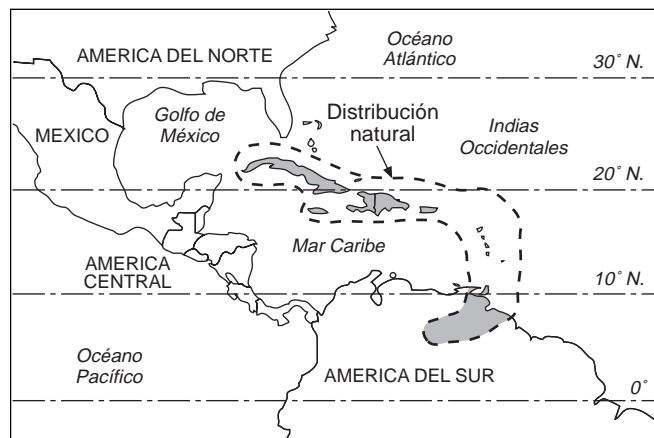 AMERICA DEL NORTE
Océano
Atlántico
30° N.
Golfo de
México
Distribución
natural
MEXICO
Indias
Occidentales
20° N.
Mar Caribe
AMERICA
CENTRAL
10° N.
Océano
Pacífico
AMERICA DEL SUR
0°